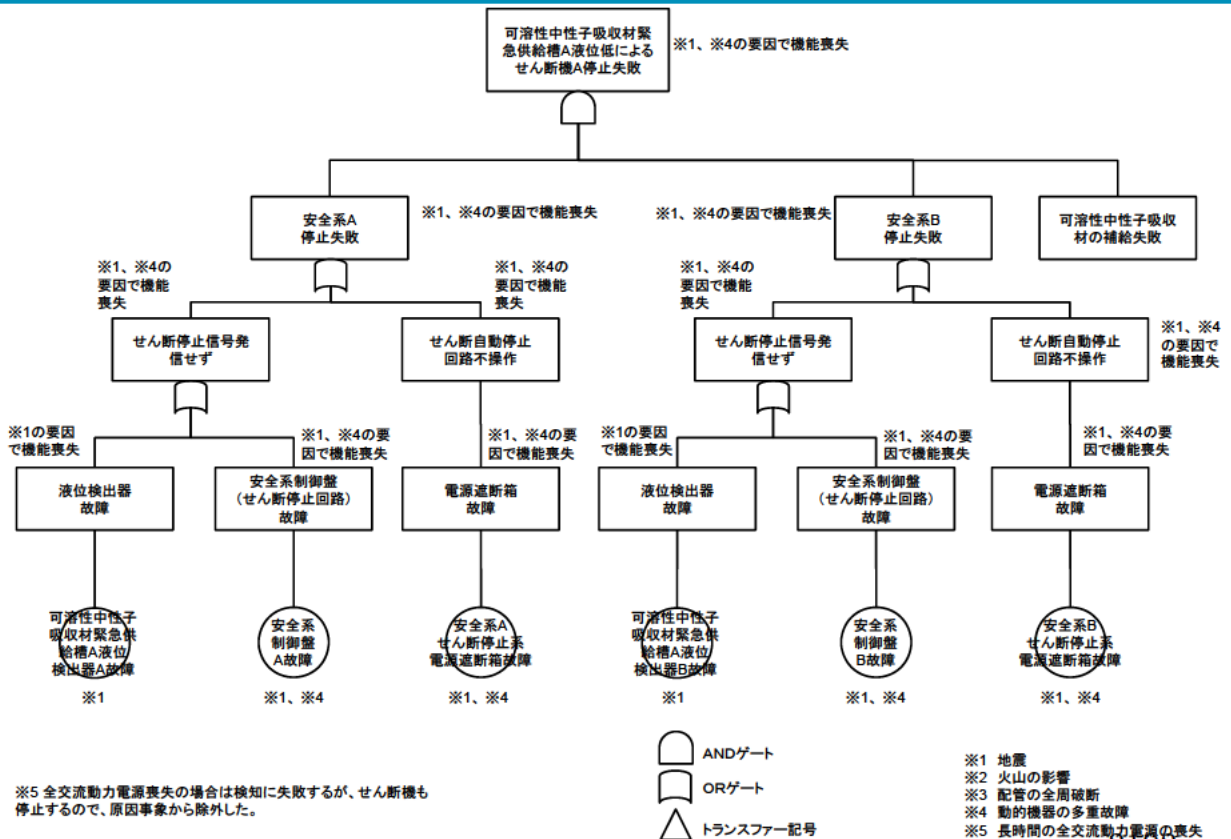 可溶性中性子吸収材緊
急供給槽A液位低による
せん断機A停止失敗
※1、※4の要因で機能喪失
安全系A
停止失敗
※1、※4の要因で機能喪失
※1、※4の要因で機能喪失
安全系B
停止失敗
可溶性中性子吸収
材の補給失敗
※1、※4の
要因で機能
喪失
※1、※4の
要因で機能
喪失
※1、※4の
要因で機能
喪失
せん断停止信号発
信せず
せん断自動停止
回路不操作
せん断停止信号発
信せず
せん断自動停止
回路不操作
※1、※4
の要因で
機能喪失
※1の要因
で機能喪失
※1、※4の要
因で機能喪失
※1、※4の要
因で機能喪失
※1の要因
で機能喪失
※1、※4の要
因で機能喪失
※1、※4の要
因で機能喪失
液位検出器
故障
安全系制御盤
(せん断停止回路)
故障
電源遮断箱
故障
液位検出器
故障
安全系制御盤
(せん断停止回路)
故障
電源遮断箱
故障
可溶性中性子
吸収材緊急供
給槽A液位
検出器A故障
安全系
制御盤
A故障
安全系A
せん断停止系
電源遮断箱故障
可溶性中性子
吸収材緊急供
給槽A液位
検出器B故障
安全系
制御盤
B故障
安全系B
せん断停止系
電源遮断箱故障
※1
※1、※4
※1、※4
※1
※1、※4
※1、※4
※5 全交流動力電源喪失の場合は検知に失敗するが、せん断機も
停止するので、原因事象から除外した。
ANDゲート
ORゲート
トランスファー記号
※1 地震
※2 火山の影響
※3 配管の全周破断
※4 動的機器の多重故障
※5 長時間の全交流動力電源の喪失